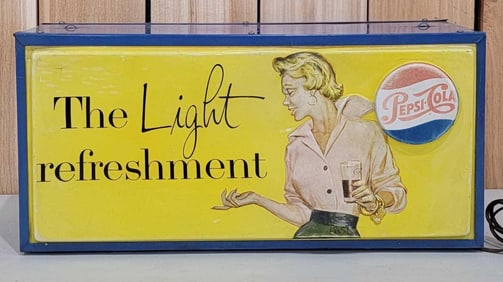 The Light
refreshment
PEPSI-COLA